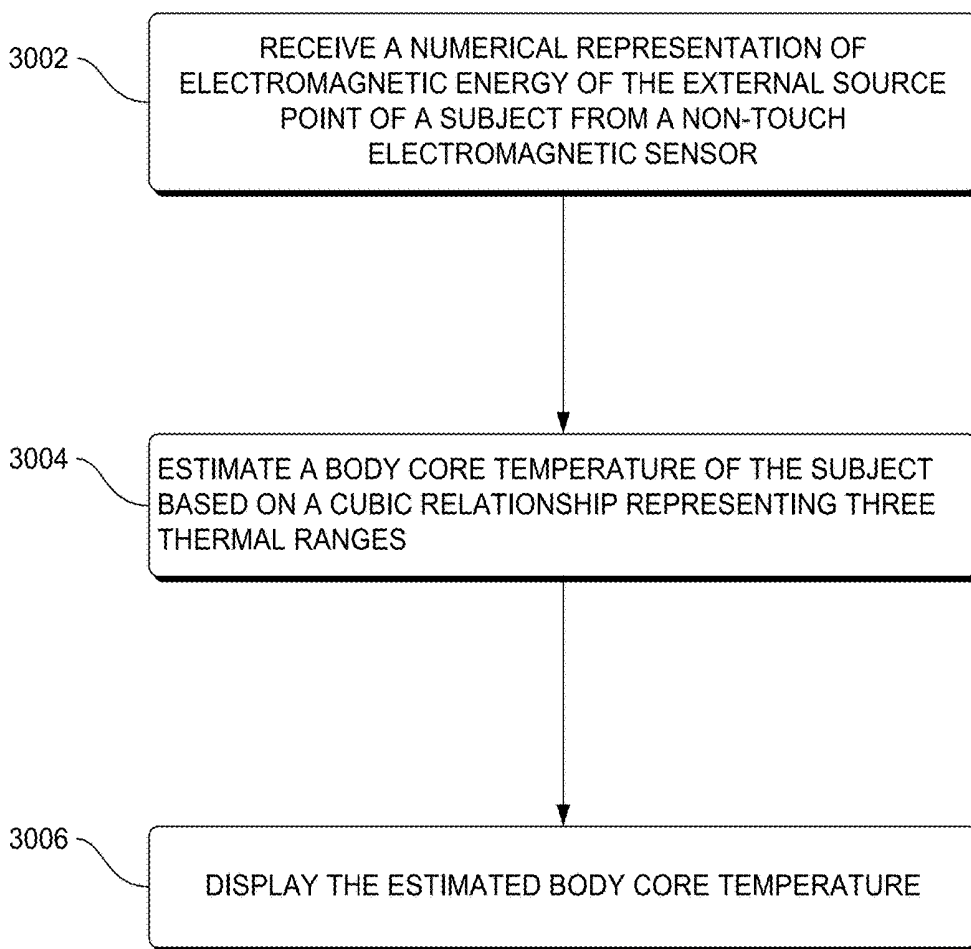 3002
RECEIVE A NUMERICAL REPRESENTATION OF
ELECTROMAGNETIC ENERGY OF THE EXTERNAL SOURCE
POINT OF A SUBJECT FROM A NON-TOUCH
ELECTROMAGNETIC SENSOR
3004
ESTIMATE A BODY CORE TEMPERATURE OF THE SUBJECT
BASED ON A CUBIC RELATIONSHIP REPRESENTING THREE
THERMAL RANGES
3006
DISPLAY THE ESTIMATED BODY CORE TEMPERATURE